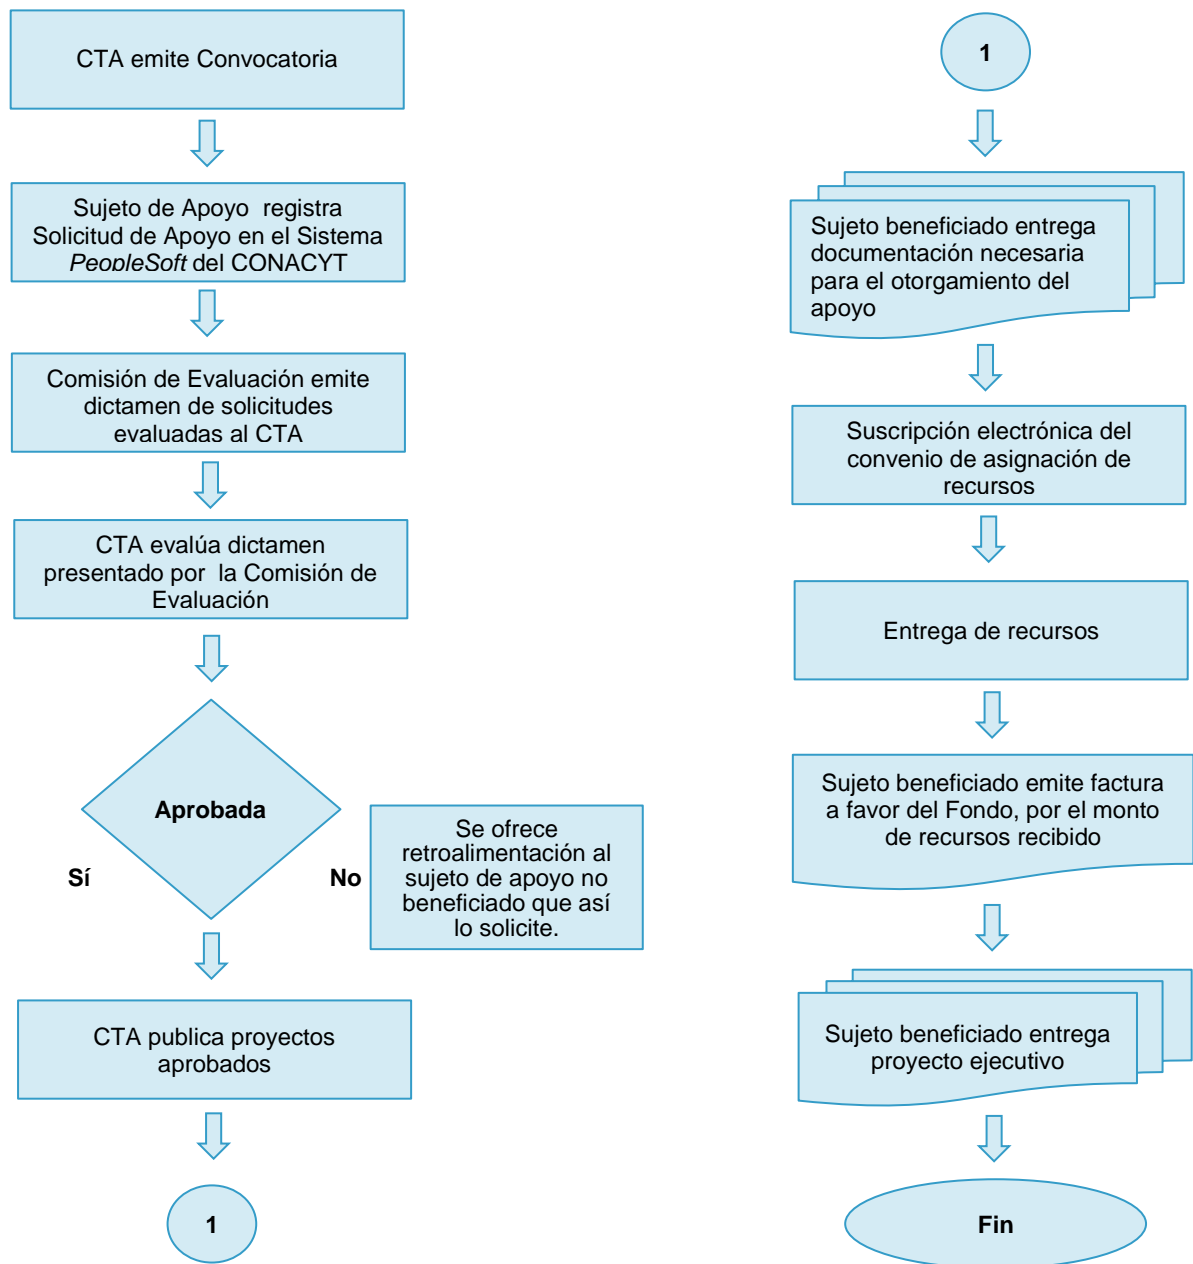 CTA emite Convocatoria
Sujeto de Apoyo registra
Solicitud de Apoyo en el Sistema
PeopleSoft del CONACYT
Comisión de Evaluación emite
dictamen de solicitudes
evaluadas al CTA
CTA evalúa dictamen
presentado por la Comisión de
Evaluación
Aprobada
Sí
No
Se ofrece
retroalimentación al
sujeto de apoyo no
beneficiado que así
lo solicite.
CTA publica proyectos
aprobados
1
1
Sujeto beneficiado entrega
documentación necesaria
para el otorgamiento del
apoyo
Suscripción electrónica del
convenio de asignación de
recursos
Entrega de recursos
Sujeto beneficiado emite factura
a favor del Fondo, por el monto
de recursos recibido
Sujeto beneficiado entrega
proyecto ejecutivo
Fin